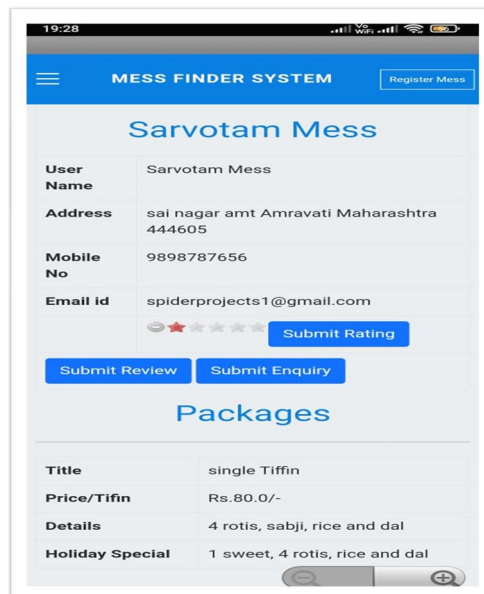 19:28
Vo
WiFi
MESS FINDER SYSTEM
Register Mess
Sarvotam Mess
User Name Sarvotam Mess
Address sai nagar amt Amravati Maharashtra
444605
Mobile No 9898787656
Email id spiderprojects1@gmail.com
Submit Rating
Submit Review Submit Enquiry
Packages
Title single Tiffin
Price/Tifin Rs.80.0/-
Details 4 rotis, sabji, rice and dal
Holiday Special 1 sweet, 4 rotis, rice and dal